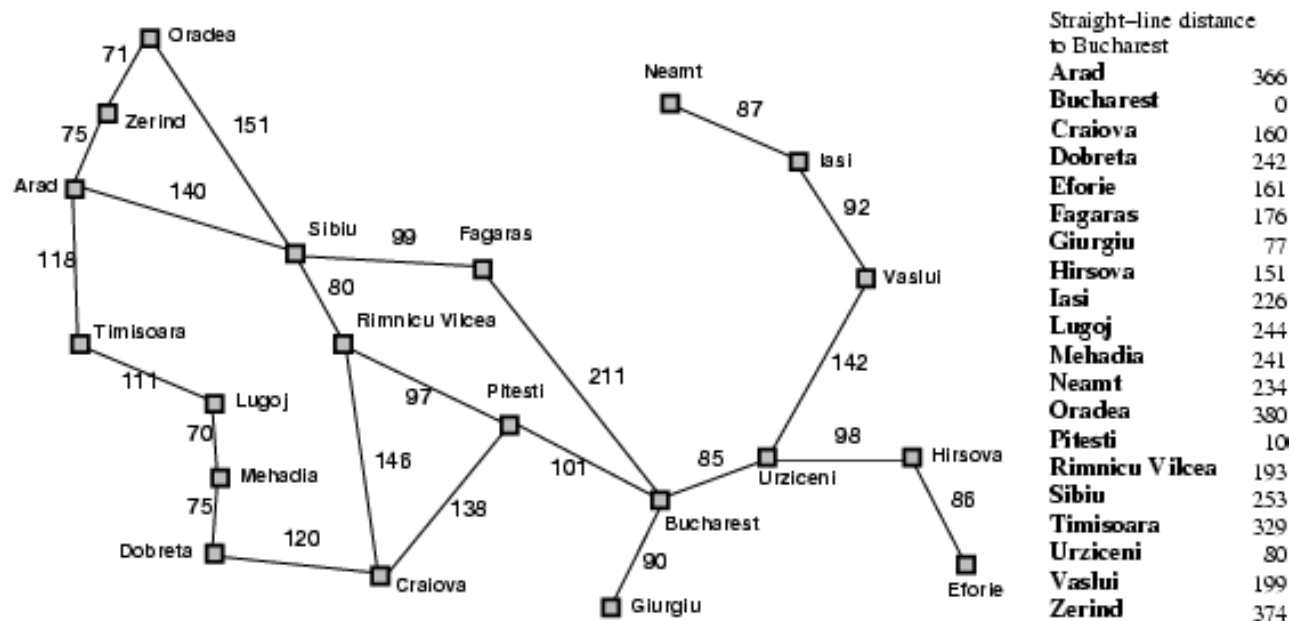 Oradea
71
Neamt
87
Zerind
151
75
Iasi
Arad
140
92
Sibiu
99
Fagaras
118
80
Vaslui
Timisoara
Rimnicu Vilcea
142
111
211
Lugoj
97
Pitesti
70
98
Hirsova
146
85
Mehadia
101
Urziceni
75
138
86
120
Bucharest
Dobreta
90
Craiova
Eforie
Giurgiu
Straight–line distance
to Bucharest
Arad 366
Bucharest 0
Craiova 160
Dobreta 242
Eforie 161
Fagaras 176
Giurgiu 77
Hirsova 151
Iasi 226
Lugoj 244
Mehadia 241
Neamt 234
Oradea 380
Pitesti 10
Rimnicu Vilcea 193
Sibiu 253
Timisoara 329
Urziceni 80
Vaslui 199
Zerind 374